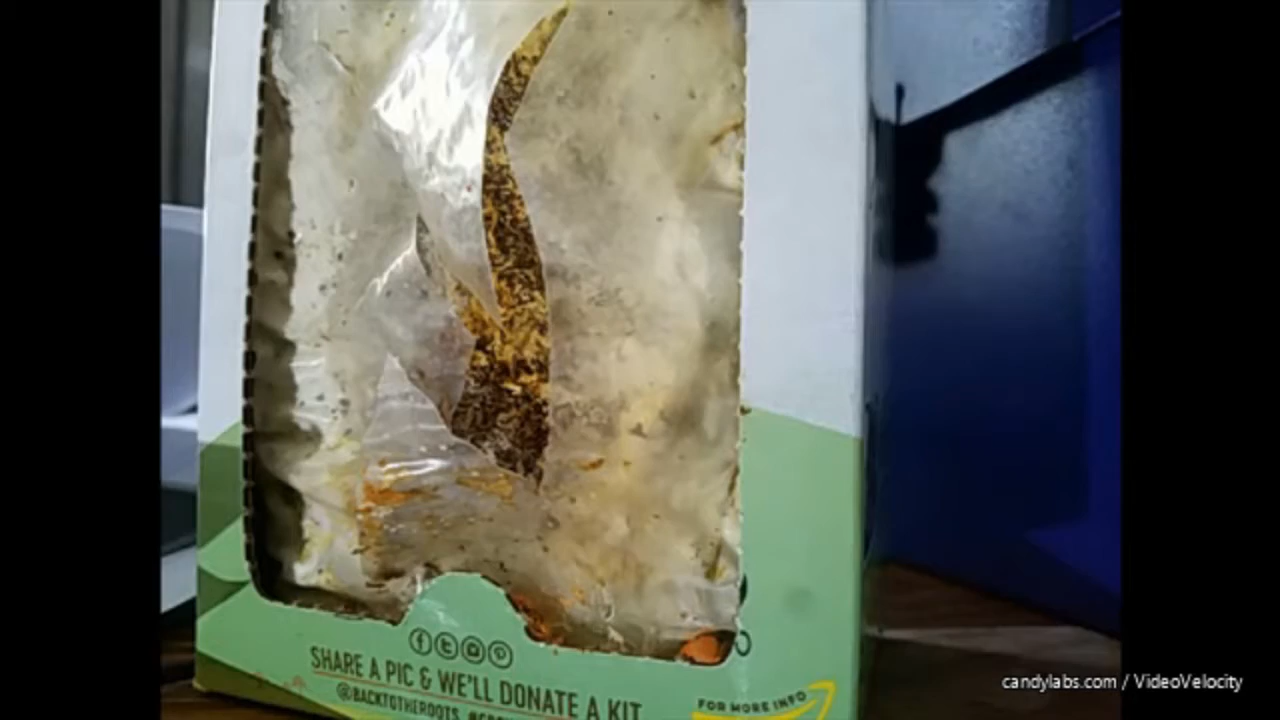 SHARE A PIC & WE'LL DONATE A KIT
@BACKTOTHEROOTS
FOR MORE INFO
candylabs.com / VideoVelocity